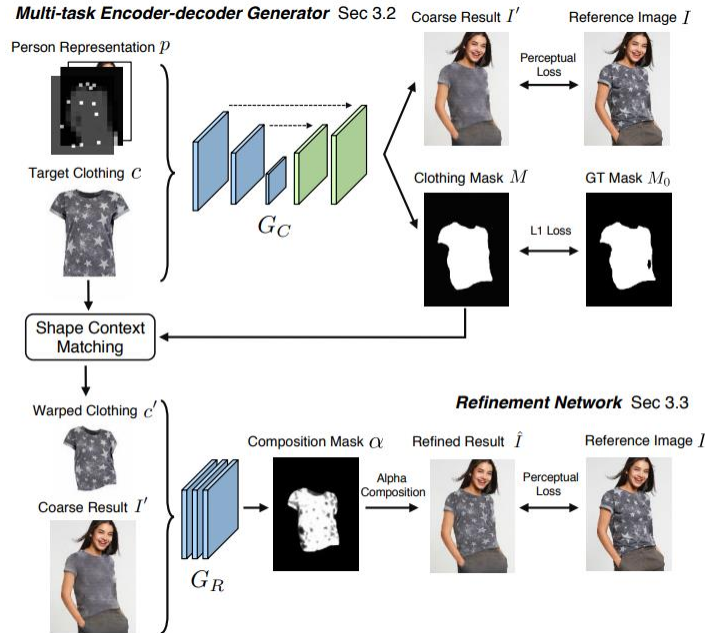 Multi-task Encoder-decoder Generator Sec 3.2
Coarse Result I′
Reference Image I
Person Representation p
Perceptual
Loss
Target Clothing c
Clothing Mask M
GT Mask M₀
G_C
L1 Loss
Shape Context
Matching
Refinement Network Sec 3.3
Warped Clothing c′
Composition Mask α
Refined Result Î
Reference Image I
Alpha
Composition
Perceptual
Loss
Coarse Result I′
G_R